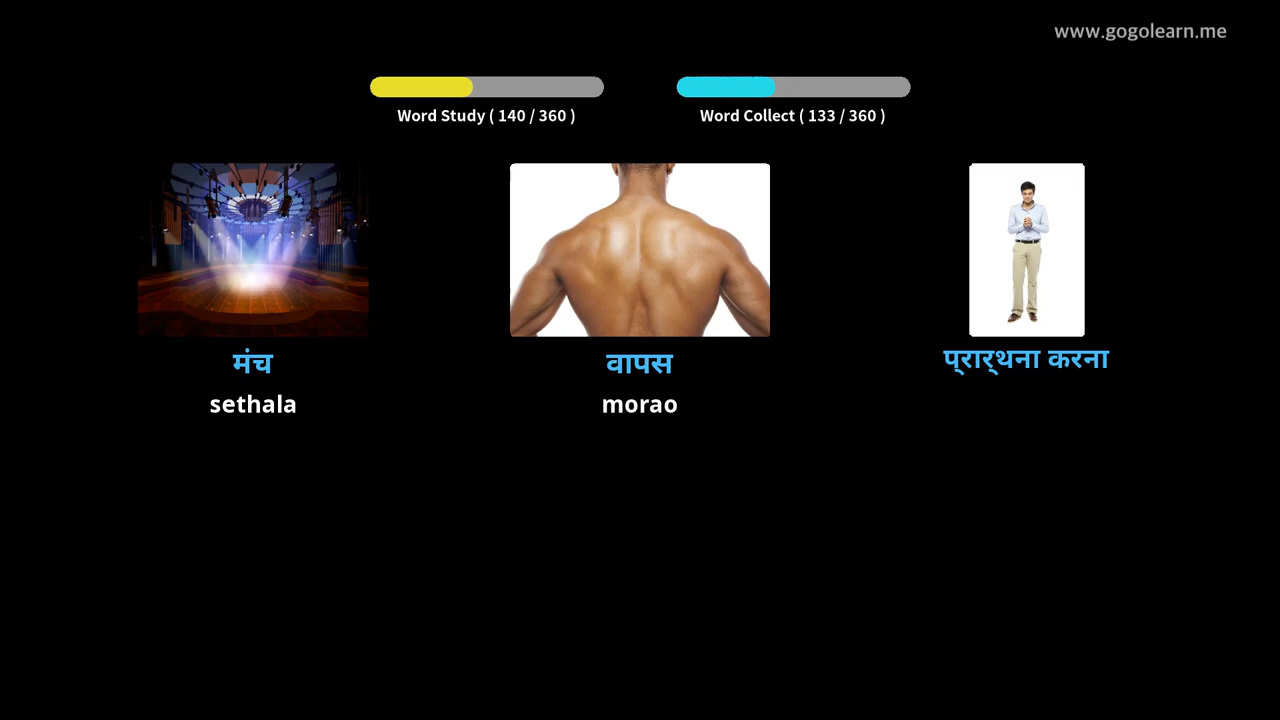 www.gogolearn.me
Word Study ( 140 / 360 )
Word Collect ( 133 / 360 )
मंच
वापस
प्रार्थना करना
sethala
morao